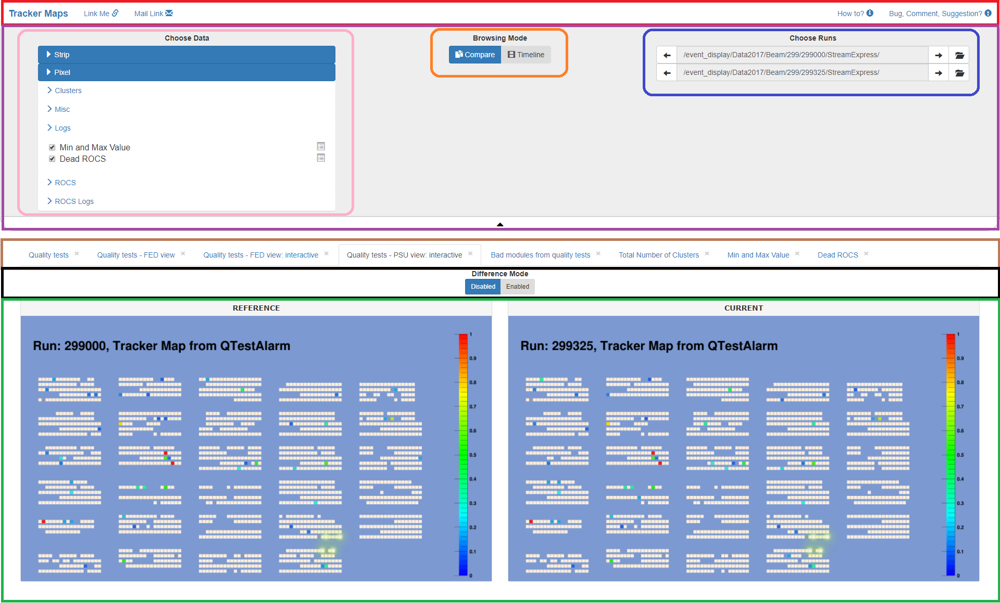 Tracker Maps Link Me Mail Link How to? Bug, Comment, Suggestion?
Choose Data
Strip
Pixel
Clusters
Misc
Logs
Min and Max Value
Dead ROCS
ROCS
ROCS Logs
Browsing Mode
Compare Timeline
Choose Runs
/event_display/Data2017/Beam/299/299000/StreamExpress/
/event_display/Data2017/Beam/299/299325/StreamExpress/
Quality tests × Quality tests - FED view × Quality tests - FED view: interactive × Quality tests - PSU view: interactive × Bad modules from quality tests × Total Number of Clusters × Min and Max Value × Dead ROCS ×
Difference Mode
Disabled Enabled
REFERENCE
Run: 299000, Tracker Map from QTestAlarm
1
0.9
0.8
0.7
0.6
0.5
0.4
0.3
0.2
0.1
0
CURRENT
Run: 299325, Tracker Map from QTestAlarm
1
0.9
0.8
0.7
0.6
0.5
0.4
0.3
0.2
0.1
0